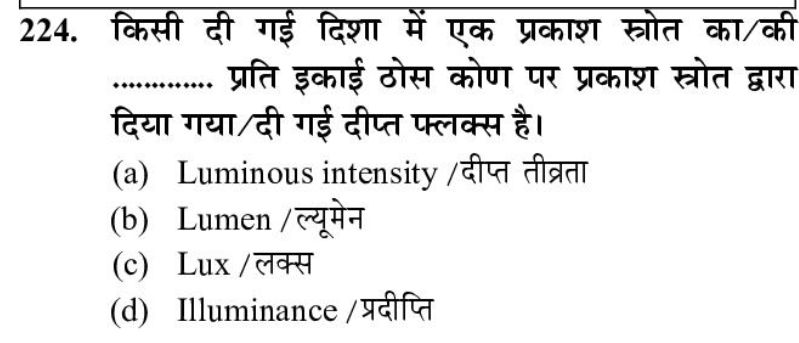 224. किसी दी गई दिशा में एक प्रकाश स्त्रोत का/की
............. प्रति इकाई ठोस कोण पर प्रकाश स्त्रोत द्वारा
दिया गया/दी गई दीप्त फ्लक्स है।
(a) Luminous intensity /दीप्त तीव्रता
(b) Lumen /ल्यूमेन
(c) Lux /लक्स
(d) Illuminance /प्रदीप्ति